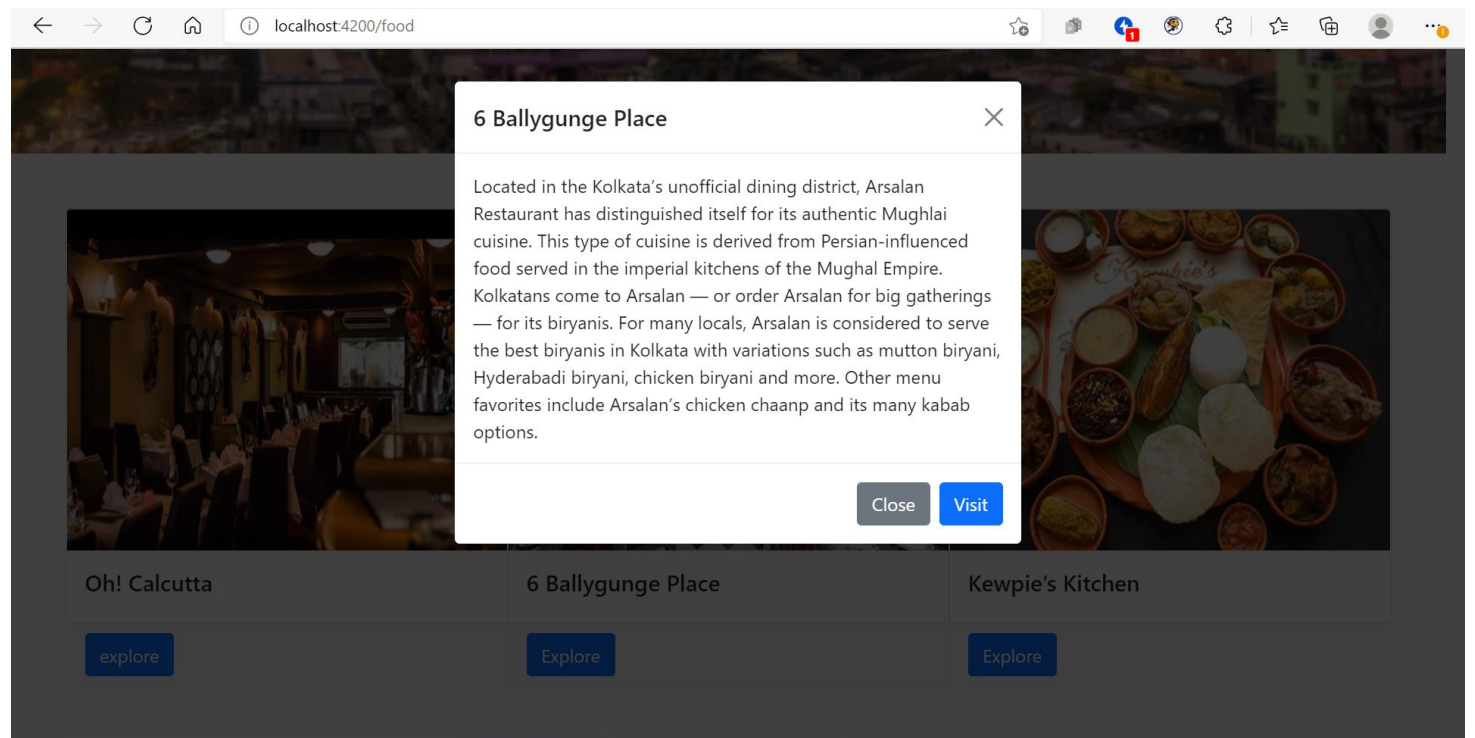 localhost:4200/food
1
6 Ballygunge Place
Located in the Kolkata’s unofficial dining district, Arsalan
Restaurant has distinguished itself for its authentic Mughlai
cuisine. This type of cuisine is derived from Persian-influenced
food served in the imperial kitchens of the Mughal Empire.
Kolkatans come to Arsalan — or order Arsalan for big gatherings
— for its biryanis. For many locals, Arsalan is considered to serve
the best biryanis in Kolkata with variations such as mutton biryani,
Hyderabadi biryani, chicken biryani and more. Other menu
favorites include Arsalan’s chicken chaanp and its many kabab
options.
Close Visit
Kewpie's
Oh! Calcutta 6 Ballygunge Place Kewpie’s Kitchen
explore Explore Explore